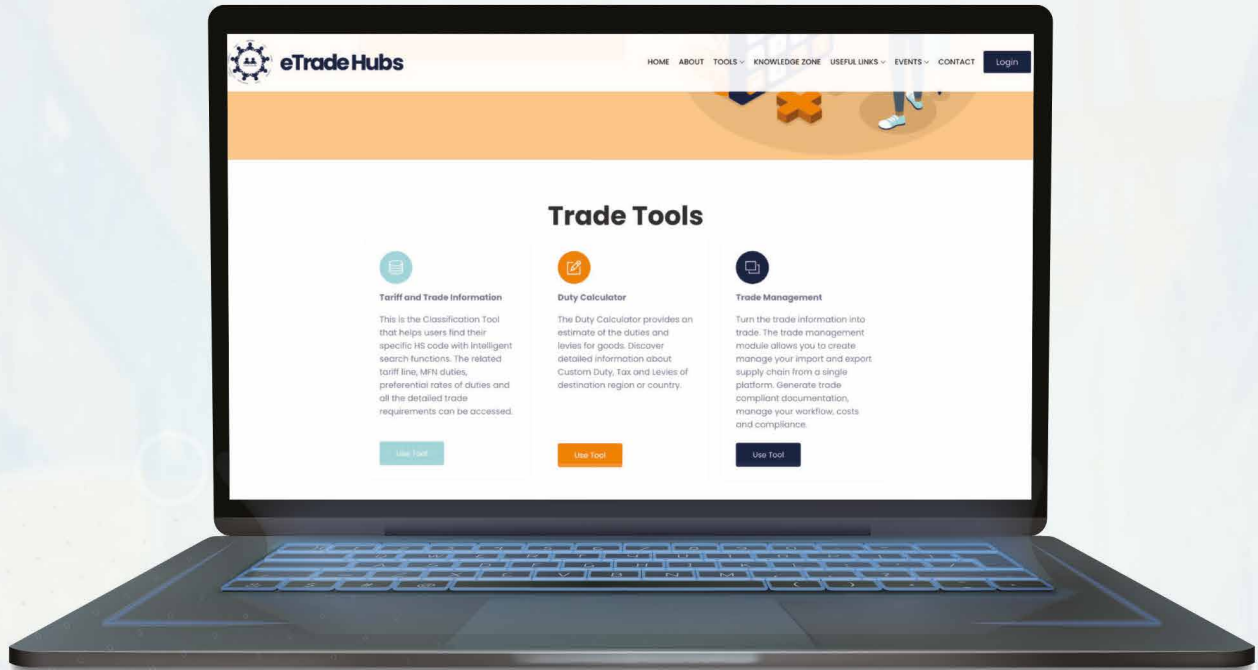 eTradeHubs
HOME ABOUT TOOLS KNOWLEDGE ZONE USEFUL LINKS EVENTS CONTACT Login
Trade Tools
Tariff and Trade Information
This is the Classification Tool
that helps users find their
specific HS code with intelligent
search functions. The related
tariff line, MFN duties,
preferential rates of duties and
all the detailed trade
requirements can be accessed.
Use Tool
Duty Calculator
The Duty Calculator provides an
estimate of the duties and
levies for goods. Discover
detailed information about
Custom Duty, Tax and Levies of
destination region or country.
Use Tool
Trade Management
Turn the trade information into
trade. The trade management
module allows you to create
manage your import and export
supply chain from a single
platform. Generate trade
compliant documentation,
manage your workflow, costs
and compliance.
Use Tool